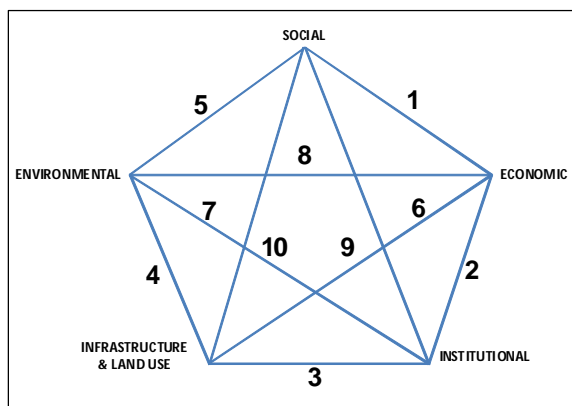 SOCIAL
5
1
ENVIRONMENTAL
8
ECONOMIC
7
6
10
9
4
2
INFRASTRUCTURE
& LAND USE
INSTITUTIONAL
3